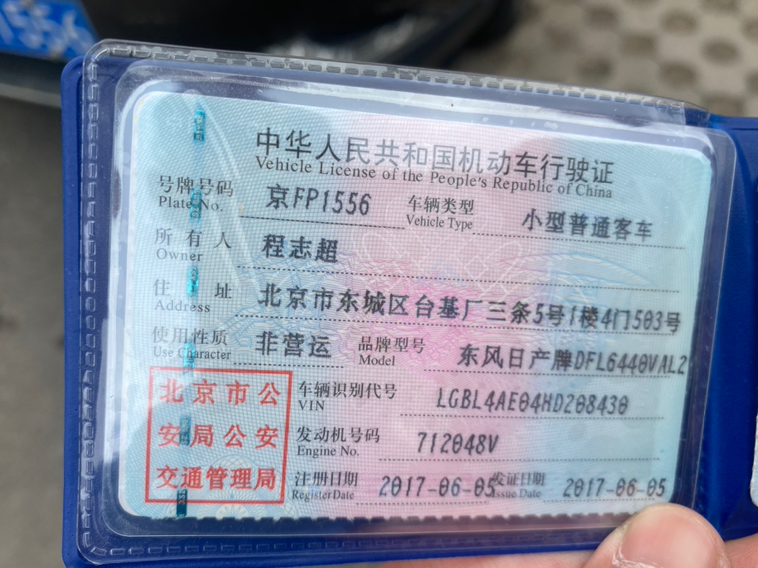 中华人民共和国机动车行驶证
Vehicle License of the People's Republic of China
号牌号码 京FP1556 车辆类型 小型普通客车
Plate No. Vehicle Type
所有人 程志超
Owner
住址 北京市东城区台基厂三条5号1楼4门503号
Address
使用性质 非营运 品牌型号 东风日产牌DFL6440VAL2
Use Character Model
北京市公
安局公安
交通管理局
车辆识别代号 LGBL4AE04HD208430
VIN
发动机号码 712048V
Engine No.
注册日期 2017-06-05 发证日期 2017-06-05
Register Date Issue Date